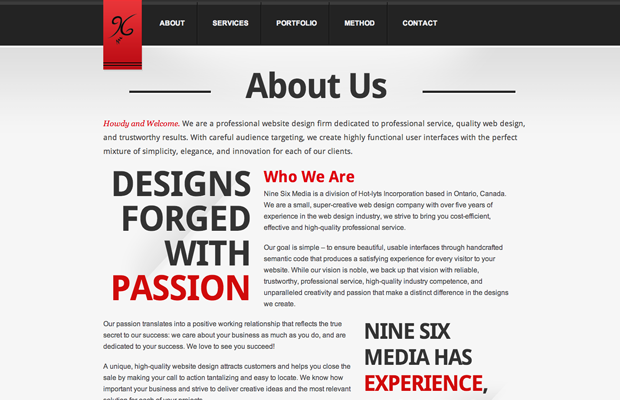 ABOUT SERVICES PORTFOLIO METHOD CONTACT
About Us
Howdy and Welcome. We are a professional website design firm dedicated to professional service, quality web design,
and trustworthy results. With careful audience targeting, we create highly functional user interfaces with the perfect
mixture of simplicity, elegance, and innovation for each of our clients.
DESIGNS
FORGED
WITH
PASSION
Who We Are
Nine Six Media is a division of Hot-lyts Incorporation based in Ontario, Canada.
We are a small, super-creative web design company with over five years of
experience in the web design industry, we strive to bring you cost-efficient,
effective and high-quality professional service.
Our goal is simple – to ensure beautiful, usable interfaces through handcrafted
semantic code that produces a satisfying experience for every visitor to your
website. While our vision is noble, we back up that vision with reliable,
trustworthy, professional service, high-quality industry competence, and
unparalleled creativity and passion that make a distinct difference in the designs
we create.
Our passion translates into a positive working relationship that reflects the true
secret to our success: we care about your business as much as you do, and are
dedicated to your success. We love to see you succeed!
A unique, high-quality website design attracts customers and helps you close the
sale by making your call to action tantalizing and easy to locate. We know how
important your business and strive to deliver creative ideas and the most relevant
solution for each of your projects.
NINE SIX
MEDIA HAS
EXPERIENCE,